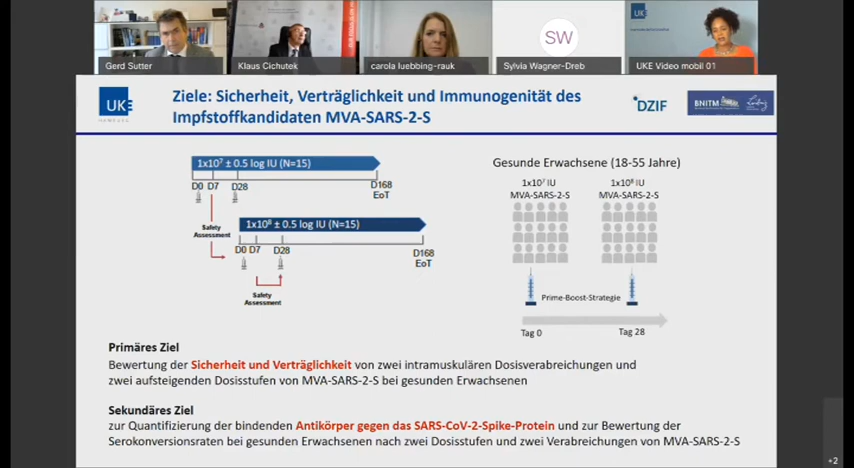 SW
Gerd Sutter
Klaus Cichutek
carola luebbing-rauk
Sylvia Wagner-Dreb
UKE Video mobil 01
UKE
HAMBURG
Ziele: Sicherheit, Verträglichkeit und Immunogenität des
Impfstoffkandidaten MVA-SARS-2-S
DZIF
BNITM
1x10⁷ ± 0.5 log IU (N=15)
D0 D7 D28 D168
EoT
Safety
Assessment
1x10⁸ ± 0.5 log IU (N=15)
D0 D7 D28 D168
EoT
Safety
Assessment
Gesunde Erwachsene (18-55 Jahre)
1x10⁷ IU
MVA-SARS-2-S
1x10⁸ IU
MVA-SARS-2-S
Prime-Boost-Strategie
Tag 0
Tag 28
Primäres Ziel
Bewertung der Sicherheit und Verträglichkeit von zwei intramuskulären Dosisverabreichungen und
zwei aufsteigenden Dosisstufen von MVA-SARS-2-S bei gesunden Erwachsenen
Sekundäres Ziel
zur Quantifizierung der bindenden Antikörper gegen das SARS-CoV-2-Spike-Protein und zur Bewertung der
Serokonversionsraten bei gesunden Erwachsenen nach zwei Dosisstufen und zwei Verabreichungen von MVA-SARS-2-S
+2